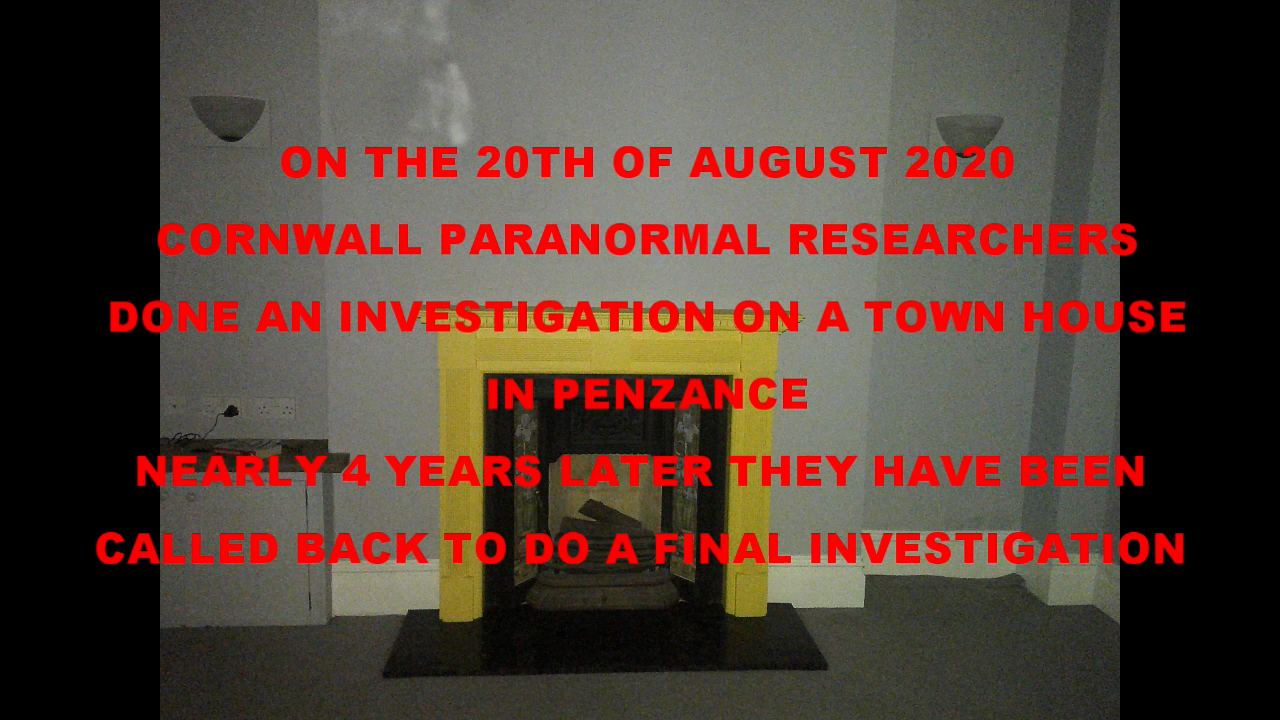 ON THE 20TH OF AUGUST 2020
CORNWALL PARANORMAL RESEARCHERS
DONE AN INVESTIGATION ON A TOWN HOUSE
IN PENZANCE
NEARLY 4 YEARS LATER THEY HAVE BEEN
CALLED BACK TO DO A FINAL INVESTIGATION